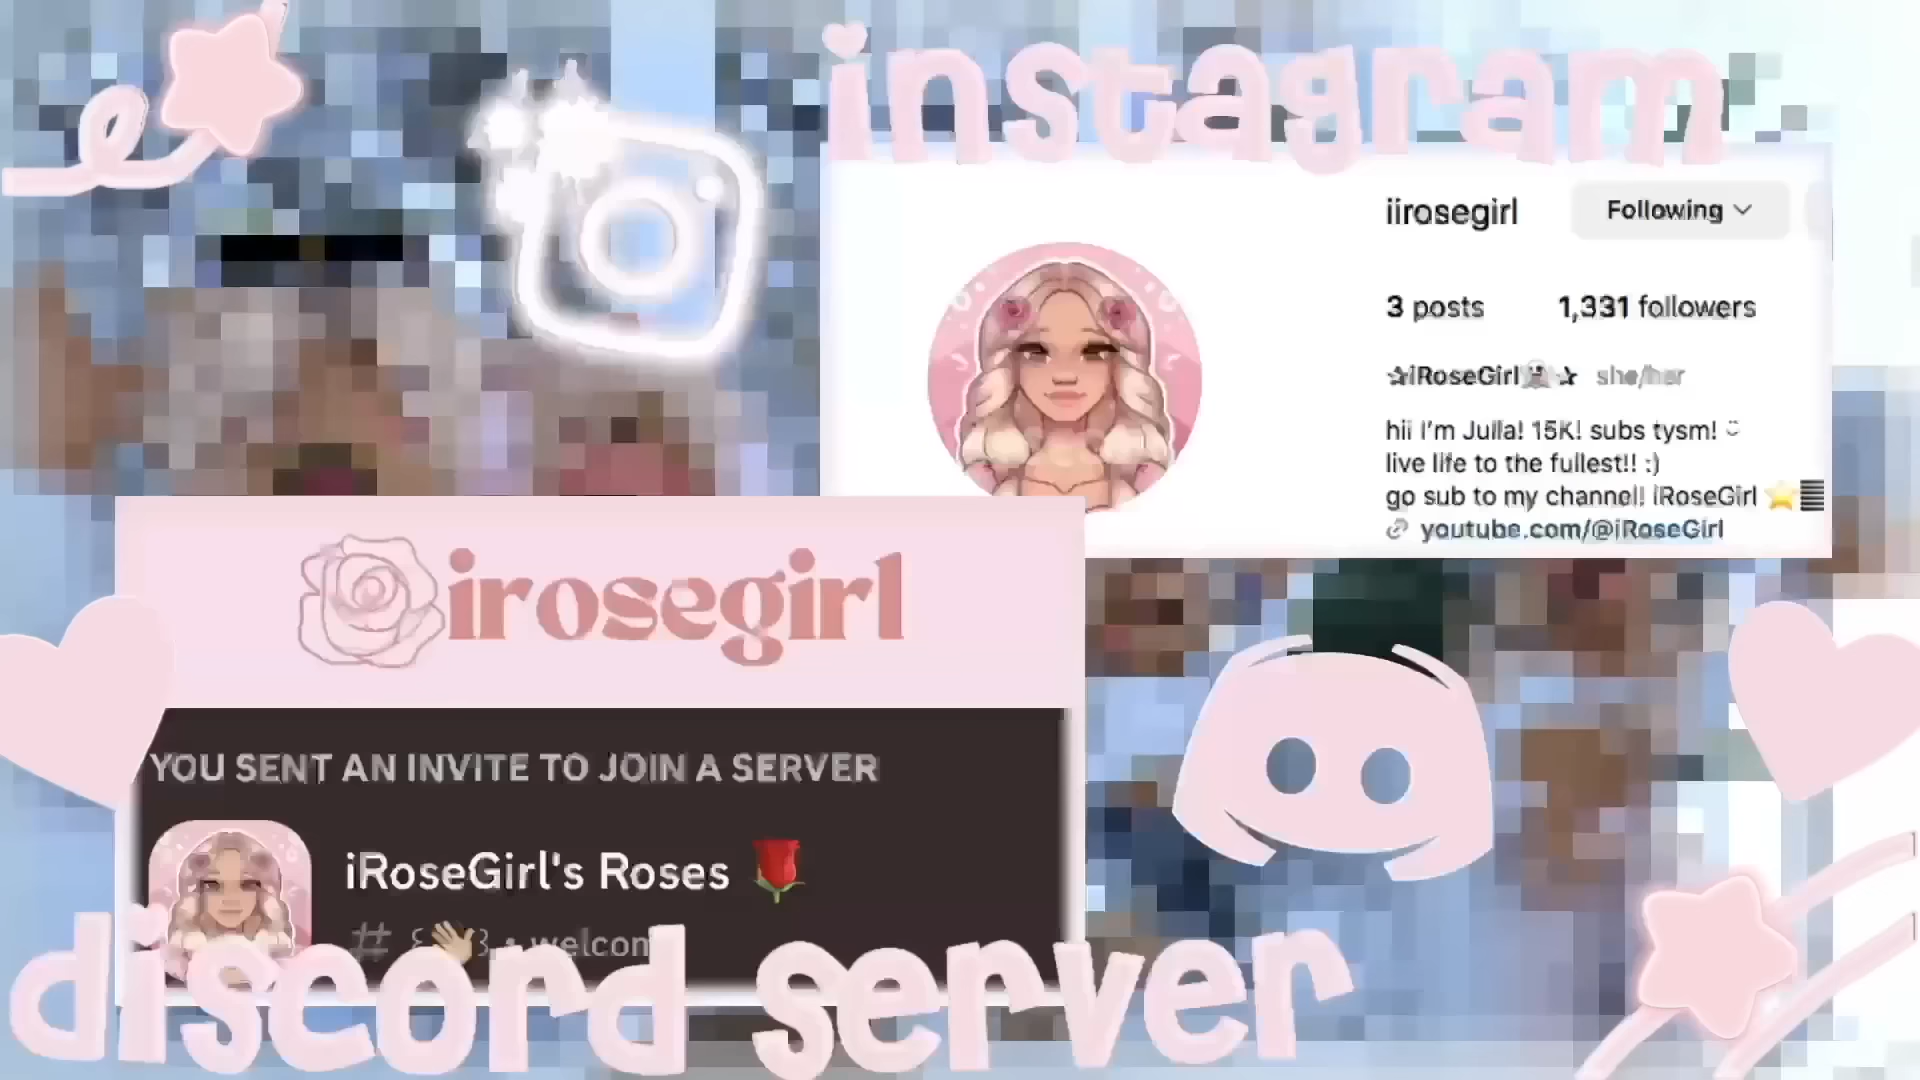 instagram
iirosegirl Following
3 posts 1,331 followers
iRoseGirl she/her
hii I'm Julia! 15K! subs tysm!
live life to the fullest!! :)
go sub to my channel! iRoseGirl ⭐
youtube.com/@iRoseGirl
irosegirl
YOU SENT AN INVITE TO JOIN A SERVER
iRoseGirl's Roses 🌹
# 👋 • welcom
discord server